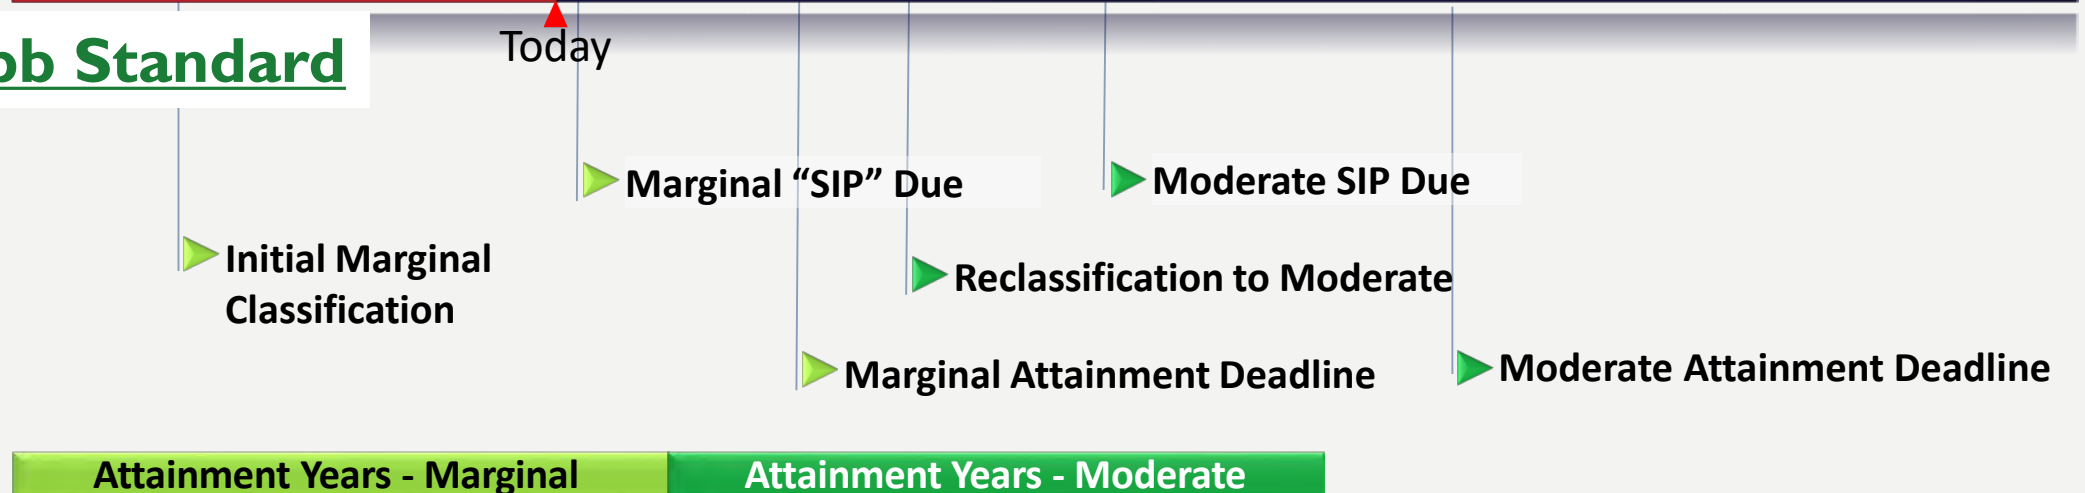 Today
Standard
Marginal “SIP” Due
Moderate SIP Due
Initial Marginal
Classification
Reclassification to Moderate
Marginal Attainment Deadline
Moderate Attainment Deadline
Attainment Years - Marginal
Attainment Years - Moderate